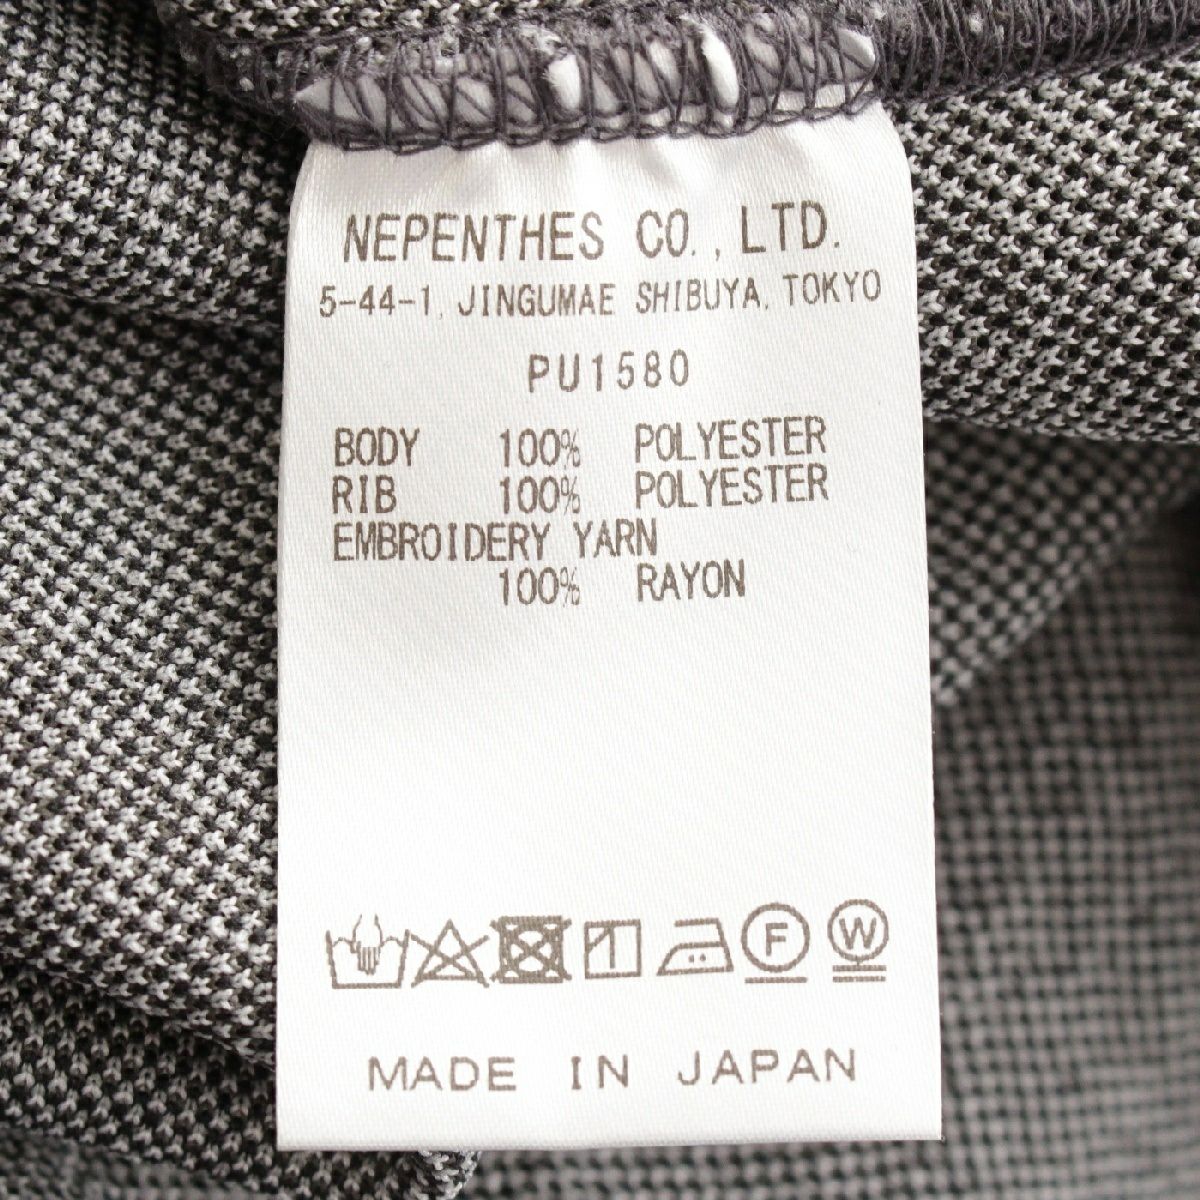 NEPENTHES CO., LTD.
5-44-1, JINGUMAE SHIBUYA, TOKYO
PU1580
BODY 100% POLYESTER
RIB 100% POLYESTER
EMBROIDERY YARN
100% RAYON
F W
MADE IN JAPAN